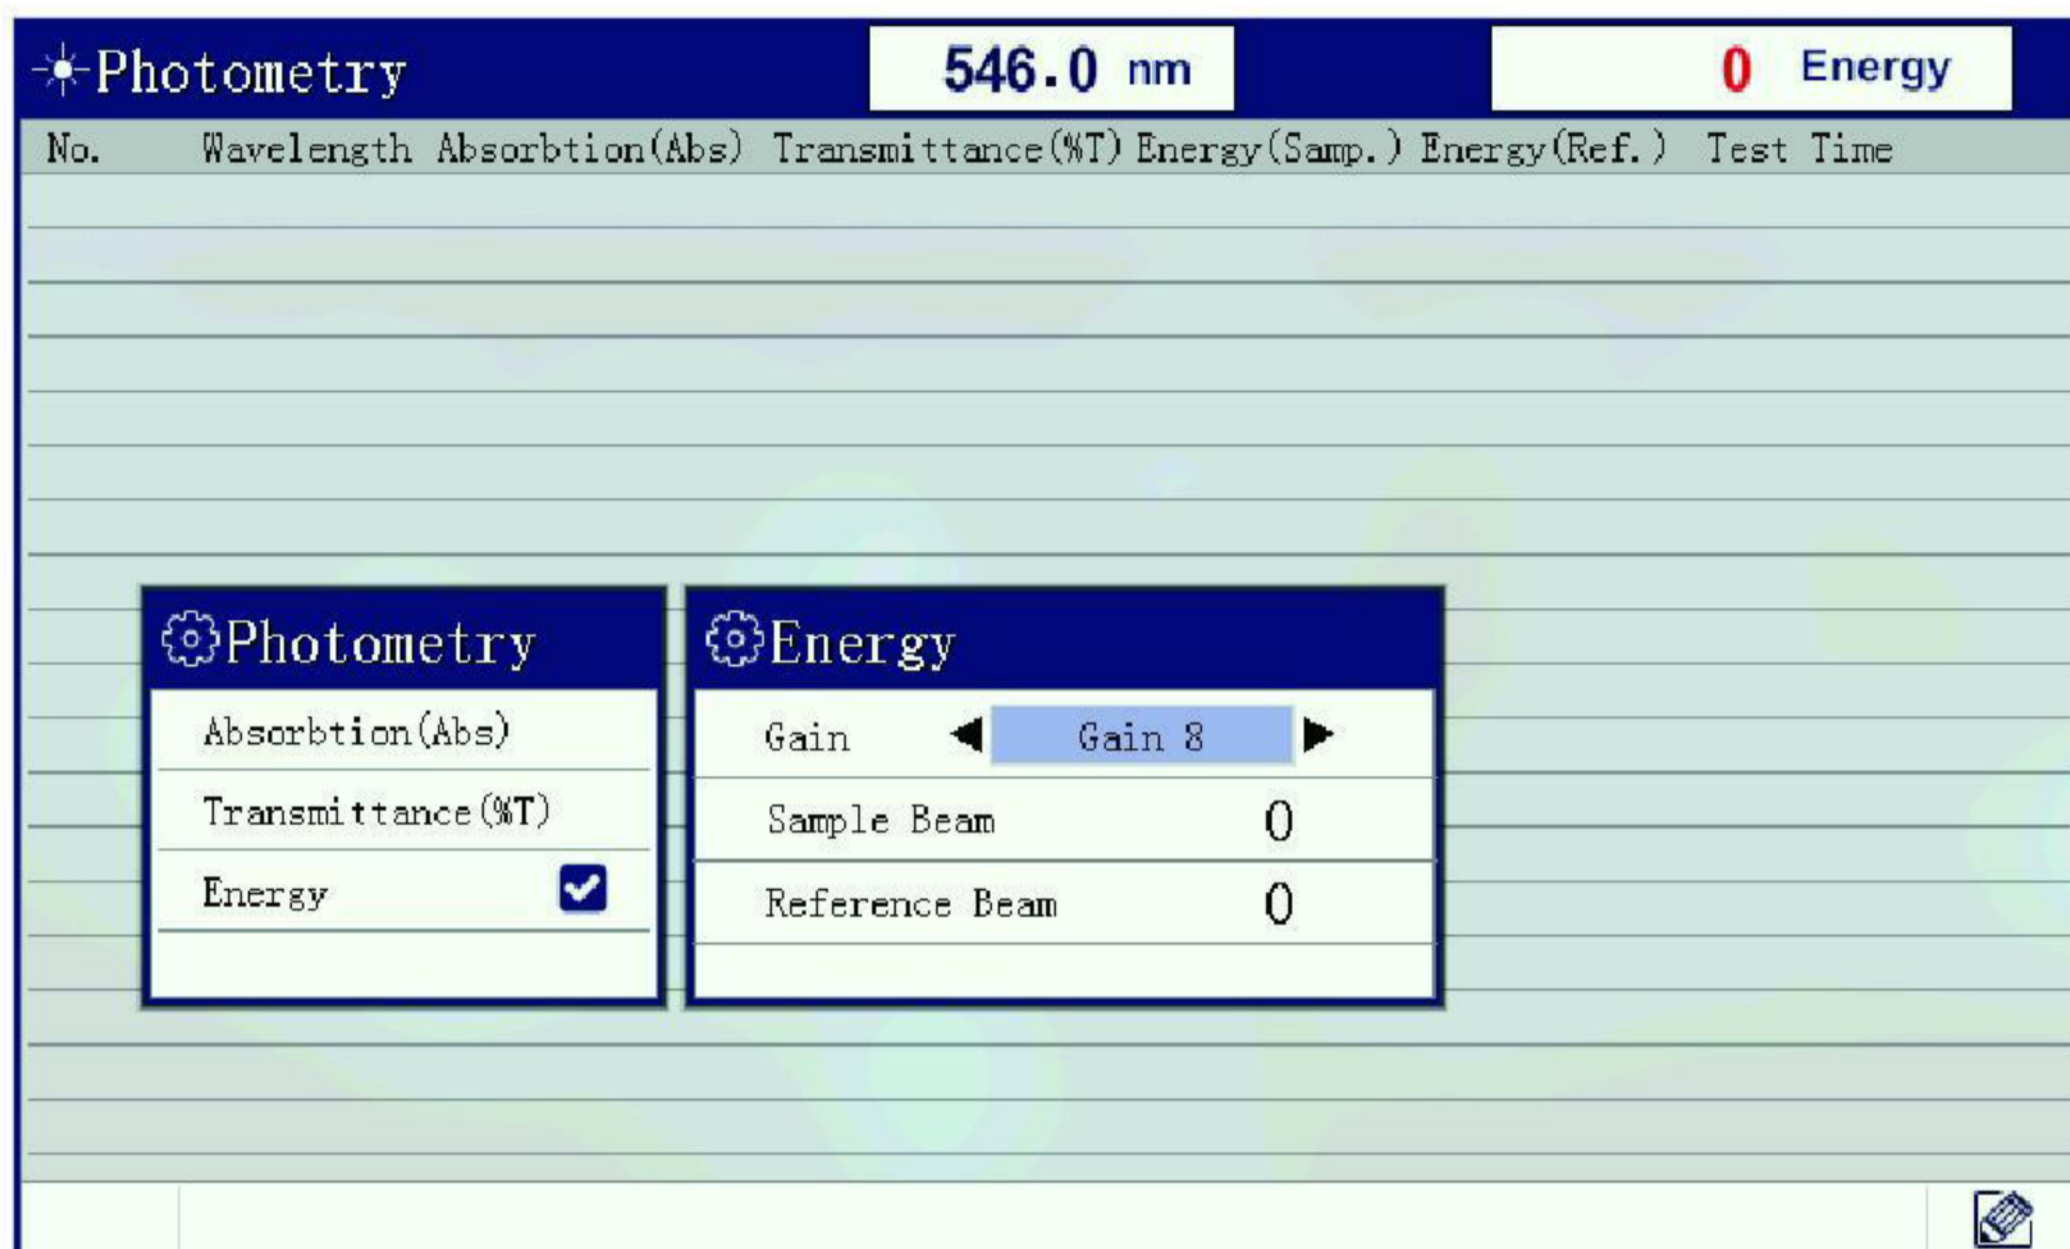 Photometry 546.0 nm 0 Energy
No. Wavelength Absorbtion(Abs) Transmittance(%T) Energy(Samp.) Energy(Ref.) Test Time
Photometry
Absorbtion(Abs)
Transmittance(%T)
Energy
Energy
Gain Gain 8
Sample Beam 0
Reference Beam 0